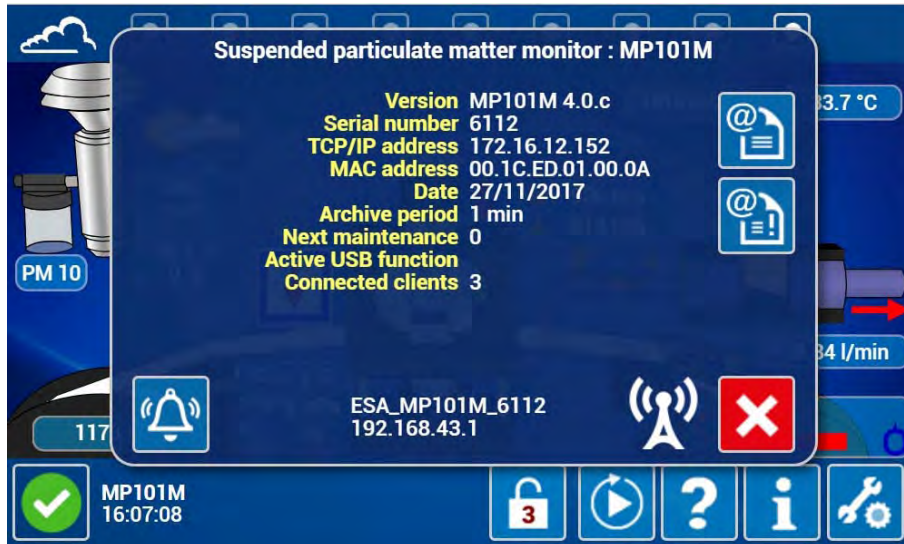 Suspended particulate matter monitor : MP101M
Version MP101M 4.0.c
Serial number 6112
TCP/IP address 172.16.12.152
MAC address 00.1C.ED.01.00.0A
Date 27/11/2017
Archive period 1 min
Next maintenance 0
Active USB function
Connected clients 3
33.7 °C
PM 10
34 l/min
117
ESA_MP101M_6112
192.168.43.1
MP101M
16:07:08
3